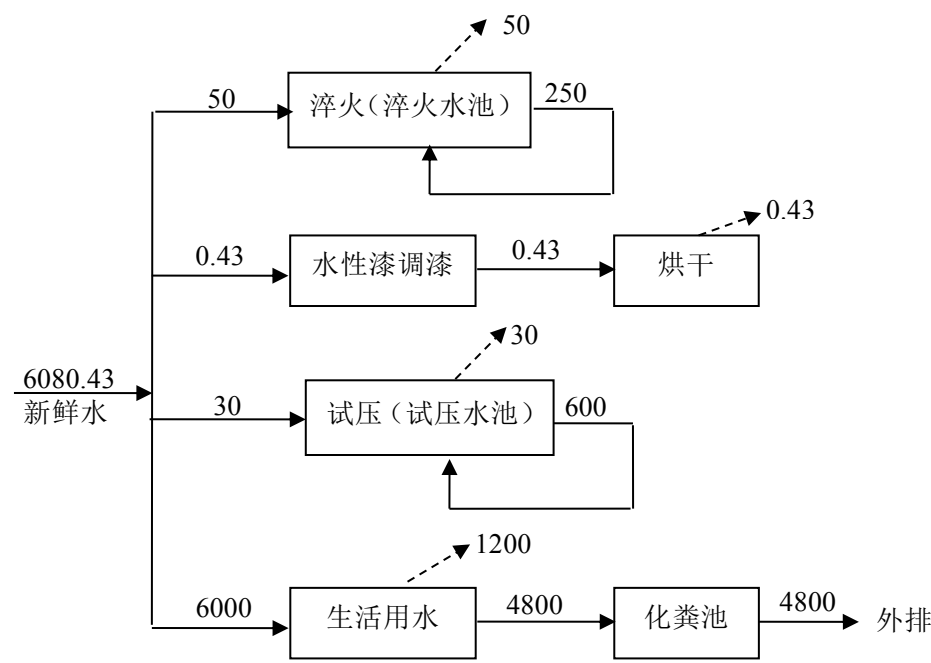 50
50
淬火（淬火水池）
250
0.43
0.43
水性漆调漆
0.43
烘干
30
6080.43
新鲜水
30
试压（试压水池）
600
1200
6000
生活用水
4800
化粪池
4800
外排